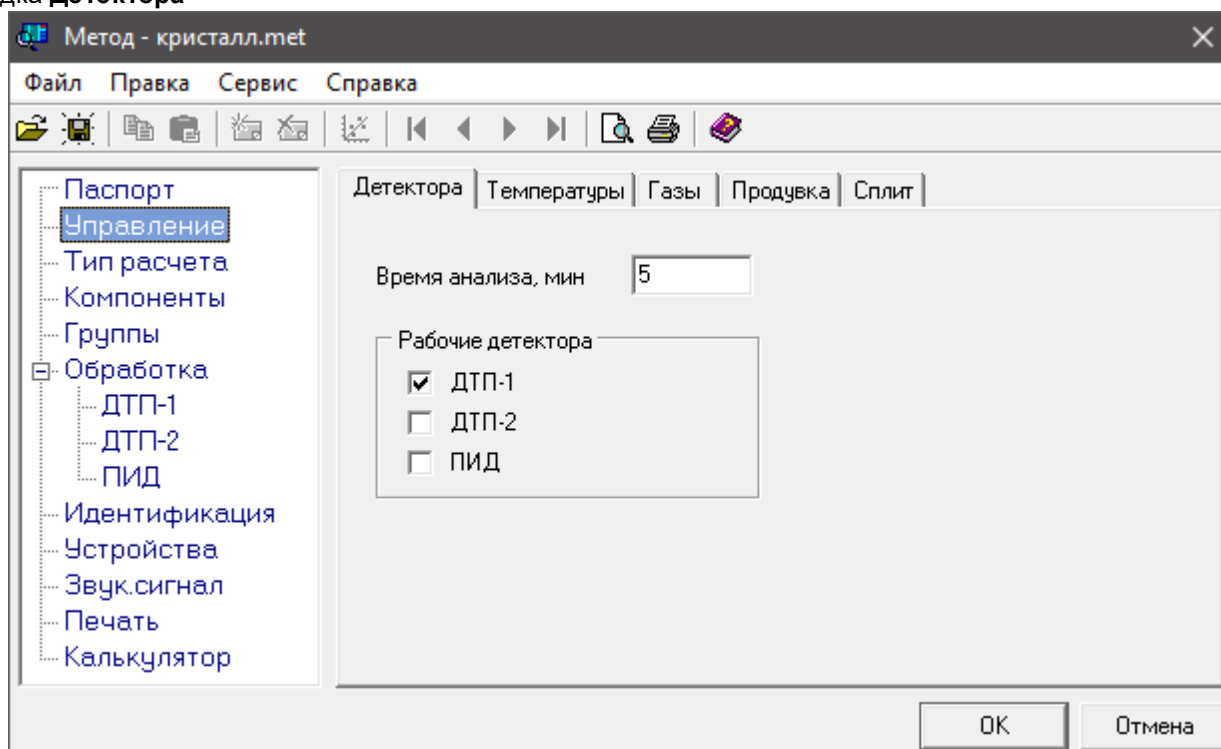 Детектора
Метод - кристалл.met
Файл Правка Сервис Справка
Паспорт
Управление
Тип расчета
Компоненты
Группы
Обработка
ДТП-1
ДТП-2
ПИД
Идентификация
Устройства
Звук.сигнал
Печать
Калькулятор
Детектора Температуры Газы Продувка Сплит
Время анализа, мин 5
Рабочие детектора
ДТП-1
ДТП-2
ПИД
OK Отмена